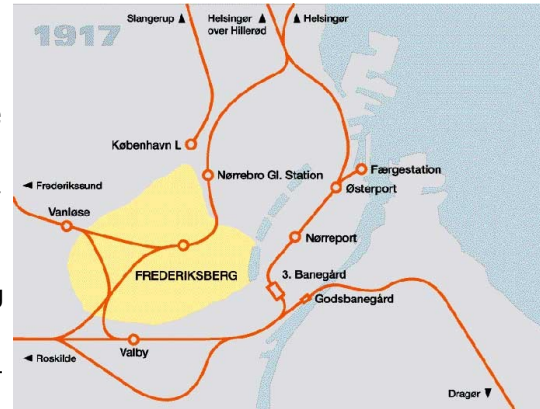 1917
Slangerup
Helsingør
over Hillerød
Helsingør
København L
Nørrebro Gl. Station
Færgestation
Østerport
Frederikssund
Vanløse
Nørreport
FREDERIKSBERG
3. Banegård
Godsbanegård
Valby
Roskilde
Dragør